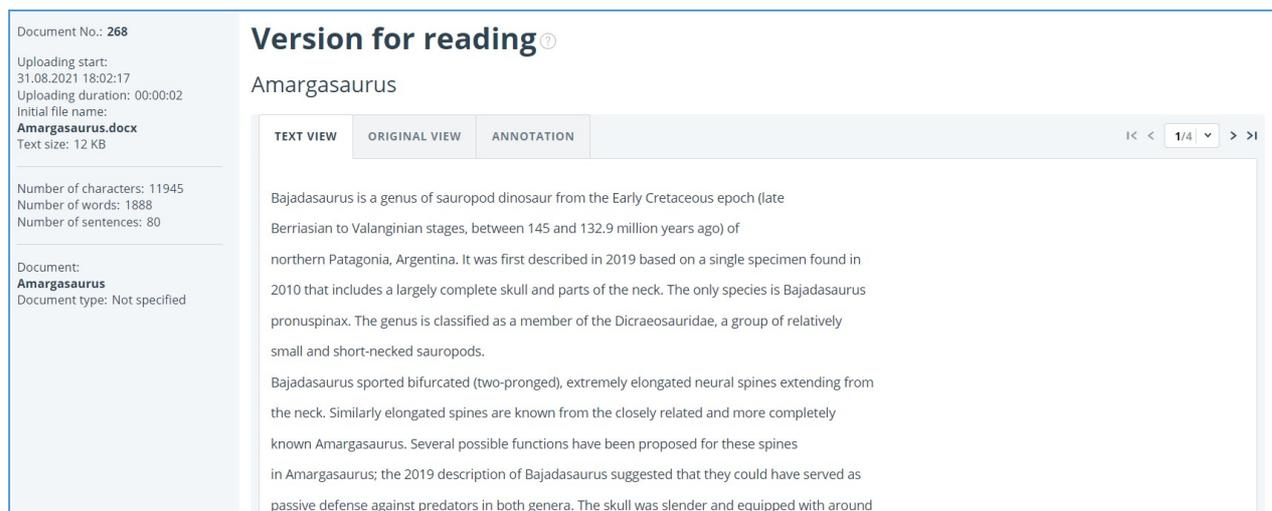 Document No.: 268
Uploading start:
31.08.2021 18:02:17
Uploading duration: 00:00:02
Initial file name:
Amargasaurus.docx
Text size: 12 KB
Number of characters: 11945
Number of words: 1888
Number of sentences: 80
Document:
Amargasaurus
Document type: Not specified
Version for reading ?
Amargasaurus
TEXT VIEW ORIGINAL VIEW ANNOTATION 1/4
Bajadasaurus is a genus of sauropod dinosaur from the Early Cretaceous epoch (late
Berriasian to Valanginian stages, between 145 and 132.9 million years ago) of
northern Patagonia, Argentina. It was first described in 2019 based on a single specimen found in
2010 that includes a largely complete skull and parts of the neck. The only species is Bajadasaurus
pronuspinax. The genus is classified as a member of the Dicraeosauridae, a group of relatively
small and short-necked sauropods.
Bajadasaurus sported bifurcated (two-pronged), extremely elongated neural spines extending from
the neck. Similarly elongated spines are known from the closely related and more completely
known Amargasaurus. Several possible functions have been proposed for these spines
in Amargasaurus; the 2019 description of Bajadasaurus suggested that they could have served as
passive defense against predators in both genera. The skull was slender and equipped with around